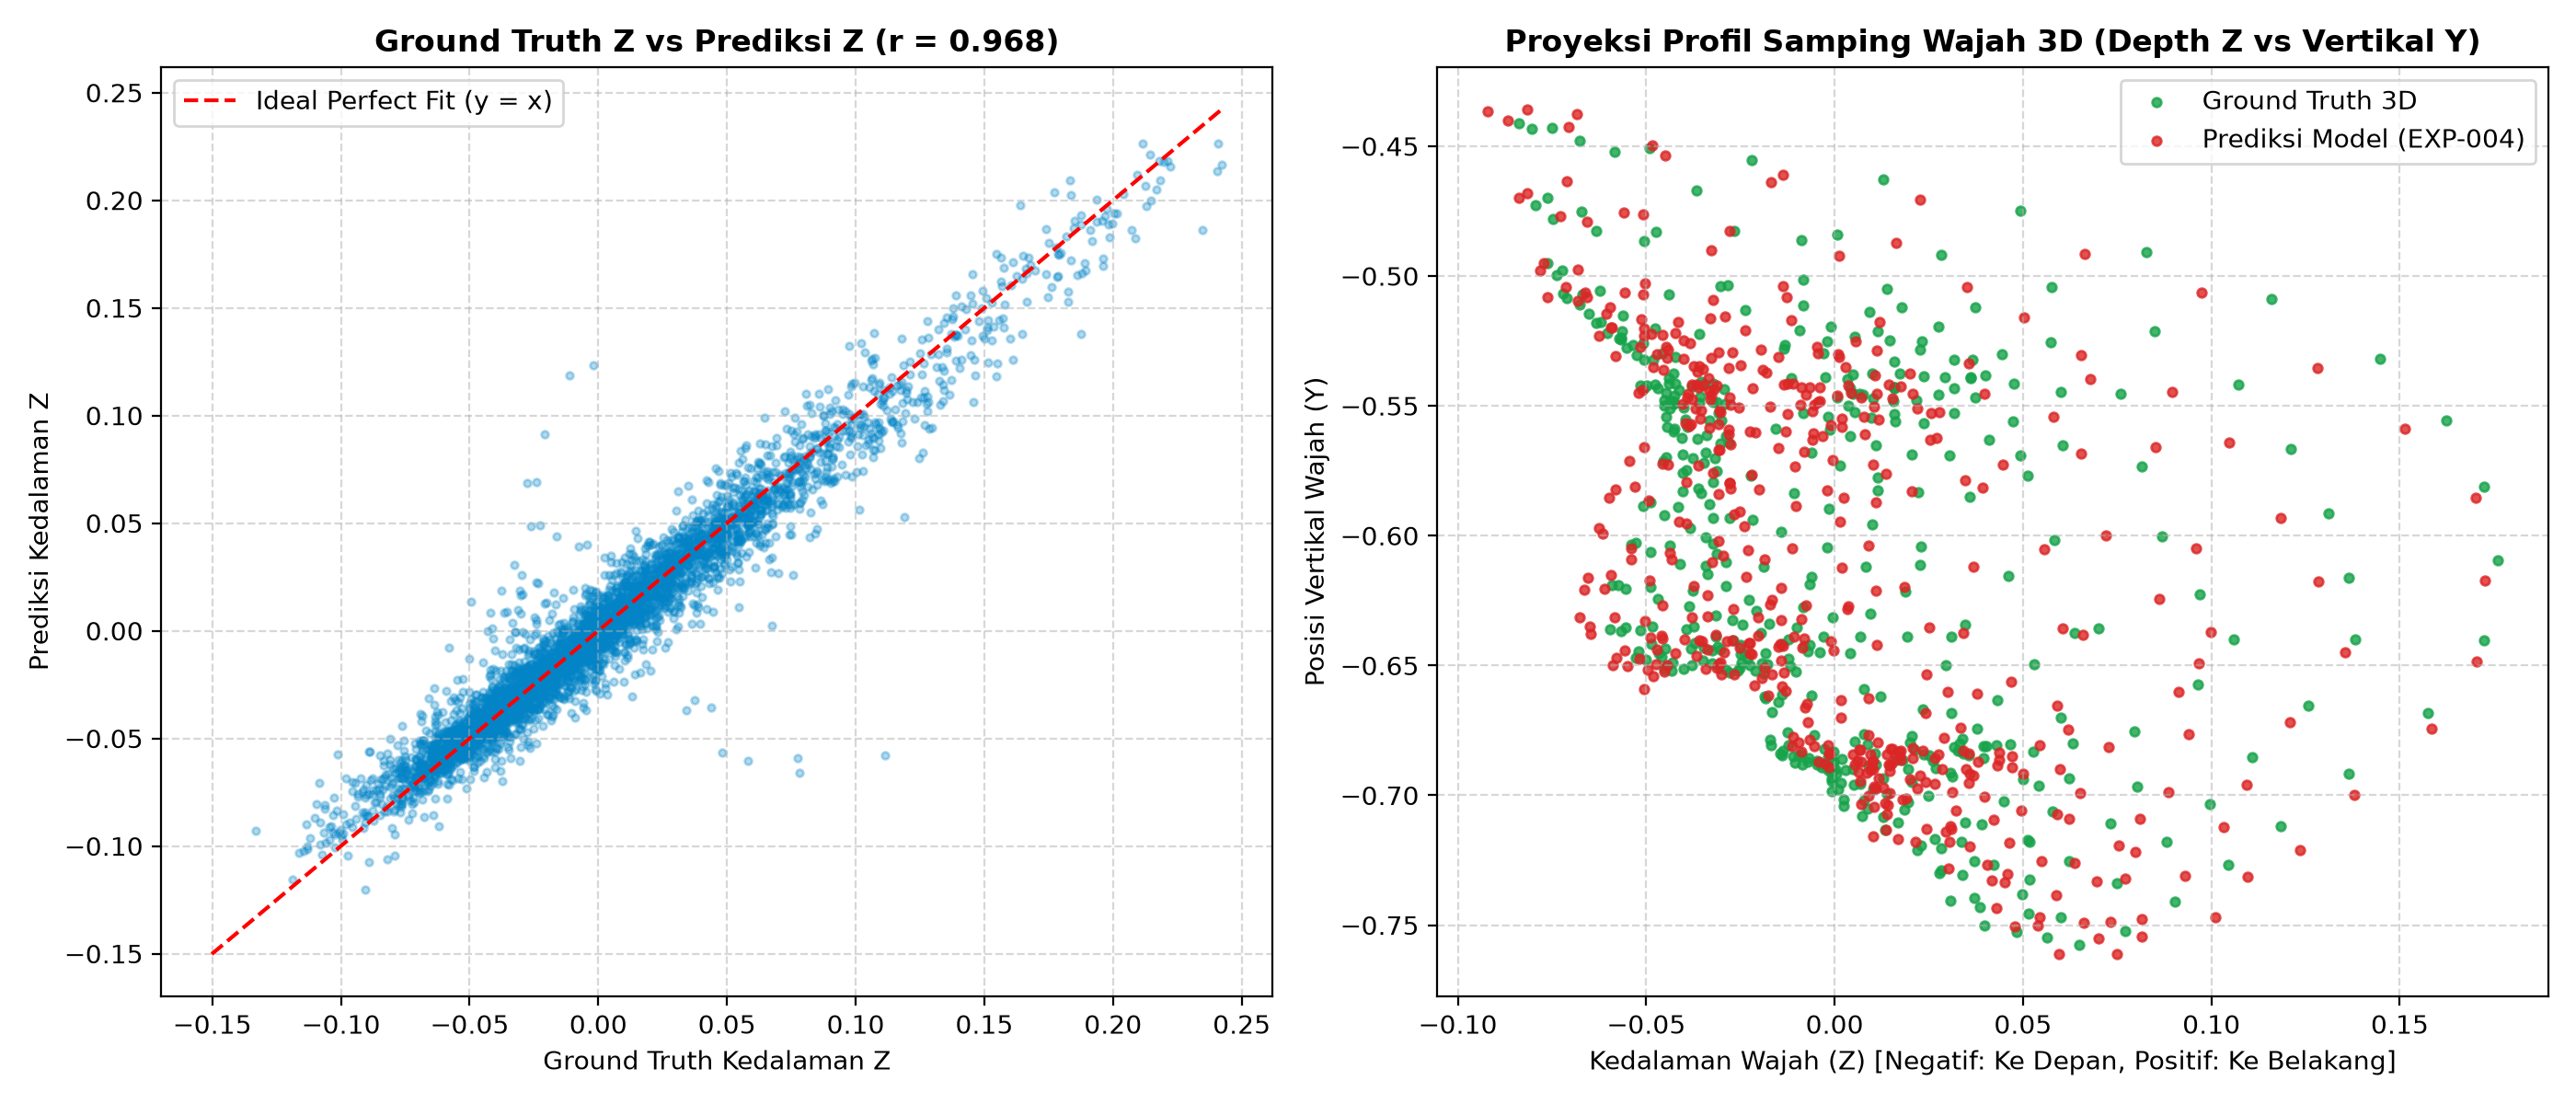 Ground Truth Z vs Prediksi Z (r = 0.968)
Ideal Perfect Fit (y = x)
Prediksi Kedalaman Z
0.25
0.20
0.15
0.10
0.05
0.00
−0.05
−0.10
−0.15
−0.15 −0.10 −0.05 0.00 0.05 0.10 0.15 0.20 0.25
Ground Truth Kedalaman Z
Proyeksi Profil Samping Wajah 3D (Depth Z vs Vertikal Y)
Ground Truth 3D
Prediksi Model (EXP-004)
Posisi Vertikal Wajah (Y)
−0.45
−0.50
−0.55
−0.60
−0.65
−0.70
−0.75
−0.10 −0.05 0.00 0.05 0.10 0.15
Kedalaman Wajah (Z) [Negatif: Ke Depan, Positif: Ke Belakang]